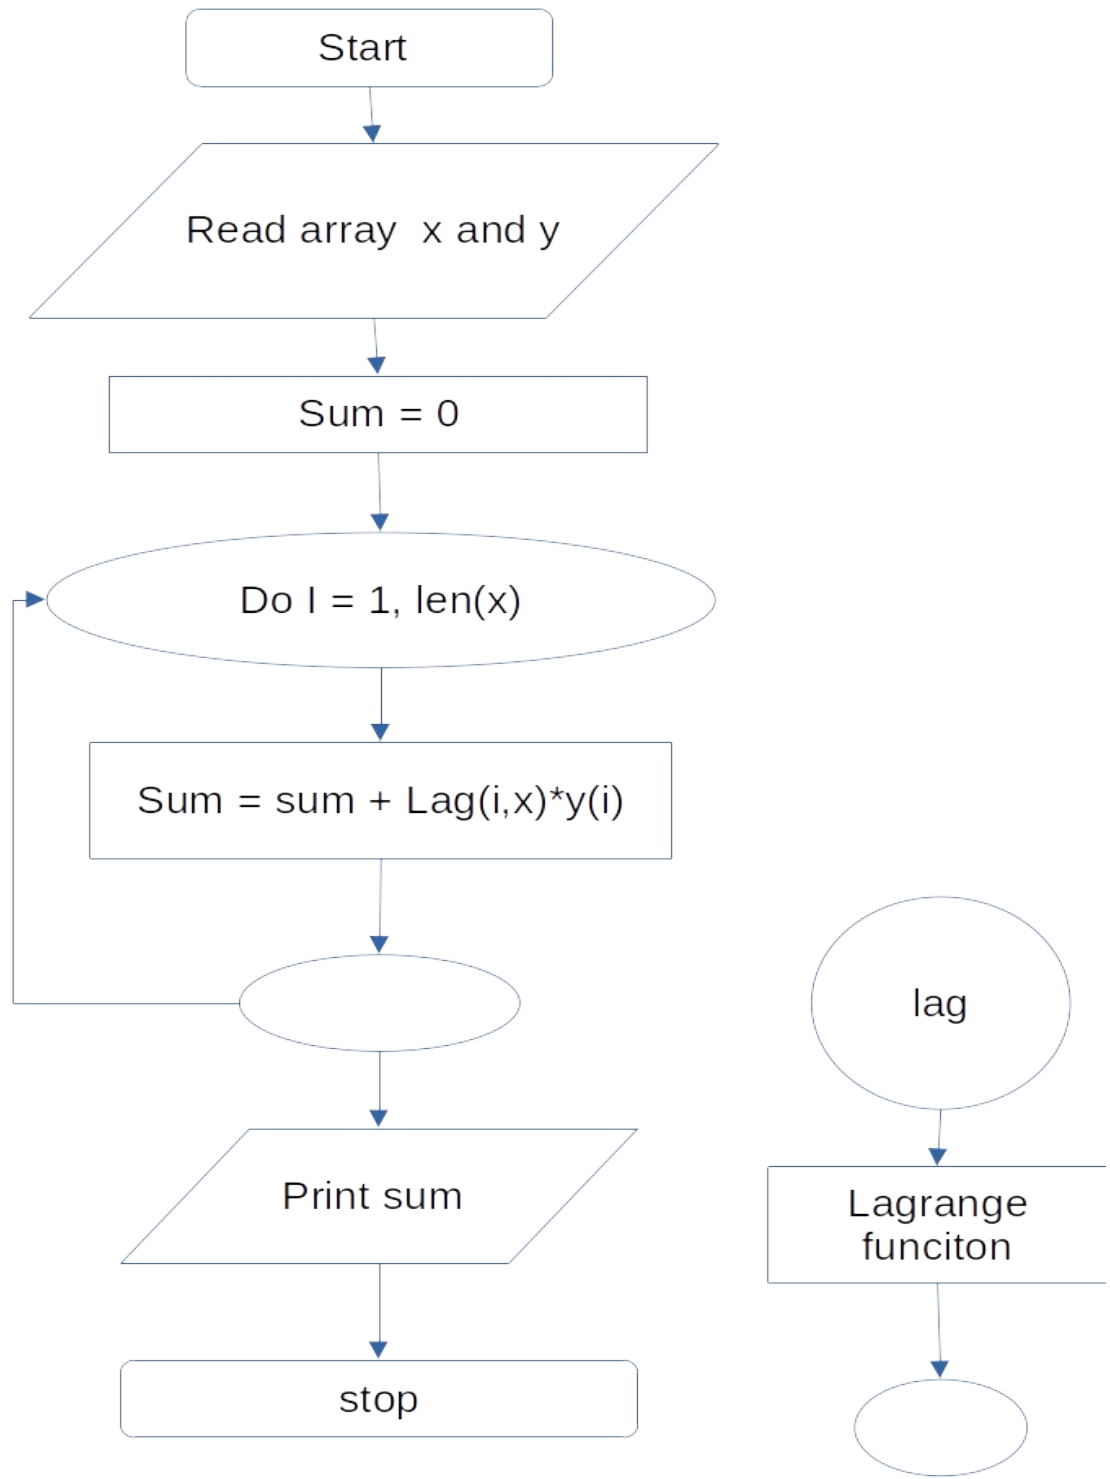 Start
Read array  x and y
Sum = 0
Do I = 1, len(x)
Sum = sum + Lag(i,x)*y(i)
Print sum
stop
lag
Lagrange
funciton